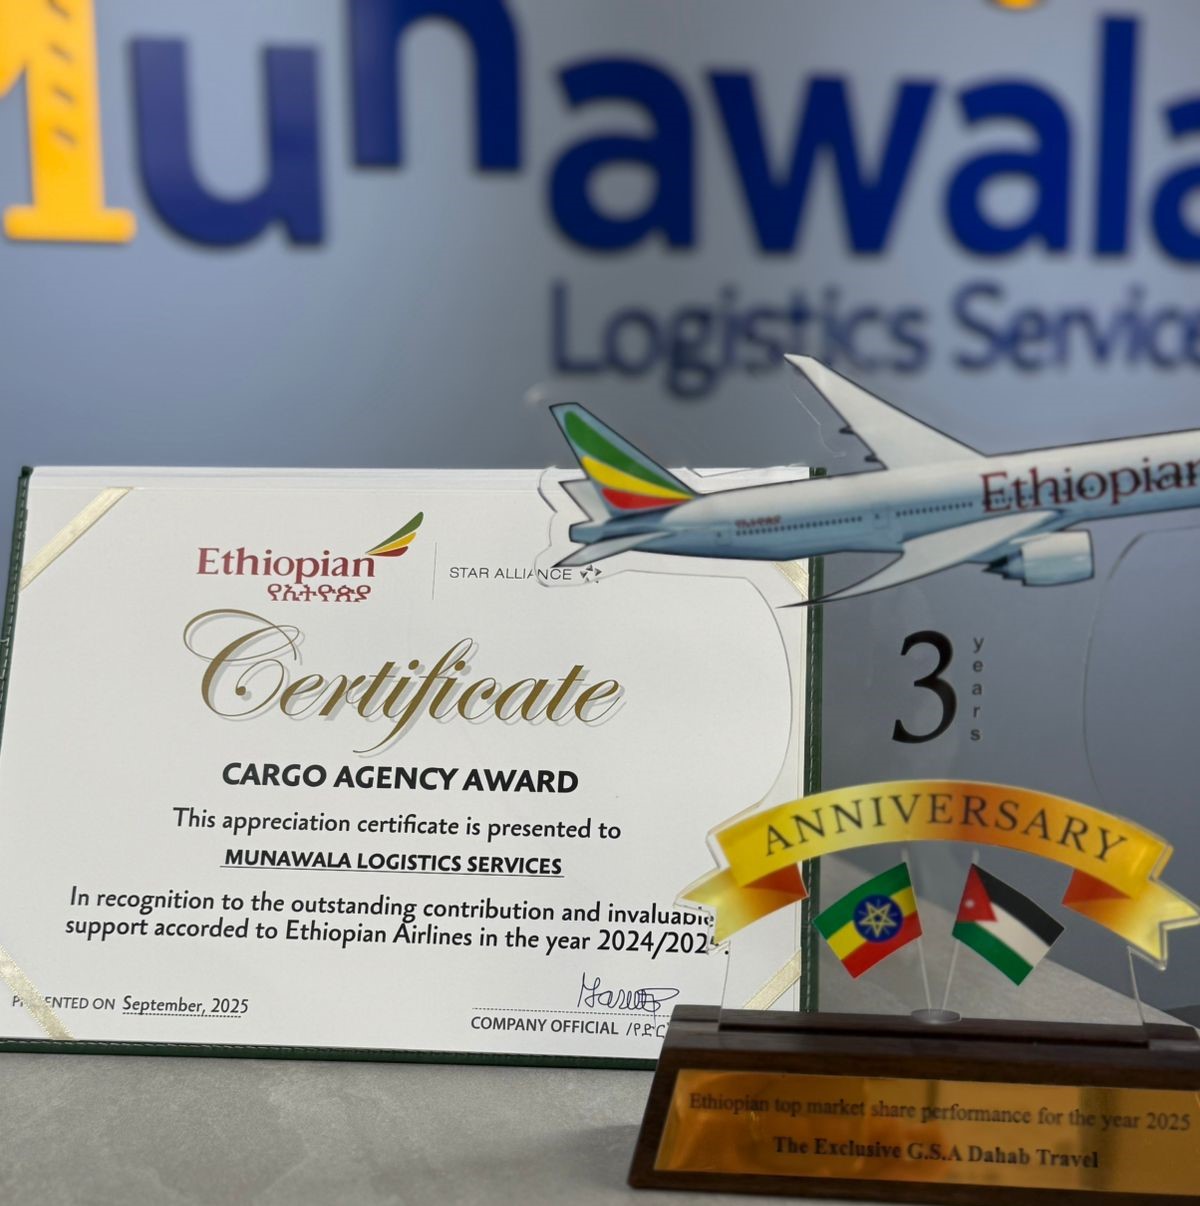 Munawala
Logistics Service
Ethiopian
Ethiopian
የኢትዮጵያ
STAR ALLIANCE
Certificate
CARGO AGENCY AWARD
This appreciation certificate is presented to
MUNAWALA LOGISTICS SERVICES
In recognition to the outstanding contribution and invaluable
support accorded to Ethiopian Airlines in the year 2024/202
PRESENTED ON September, 2025
COMPANY OFFICIAL
3
years
ANNIVERSARY
Ethiopian top market share performance for the year 2025
The Exclusive G.S.A Dahab Travel